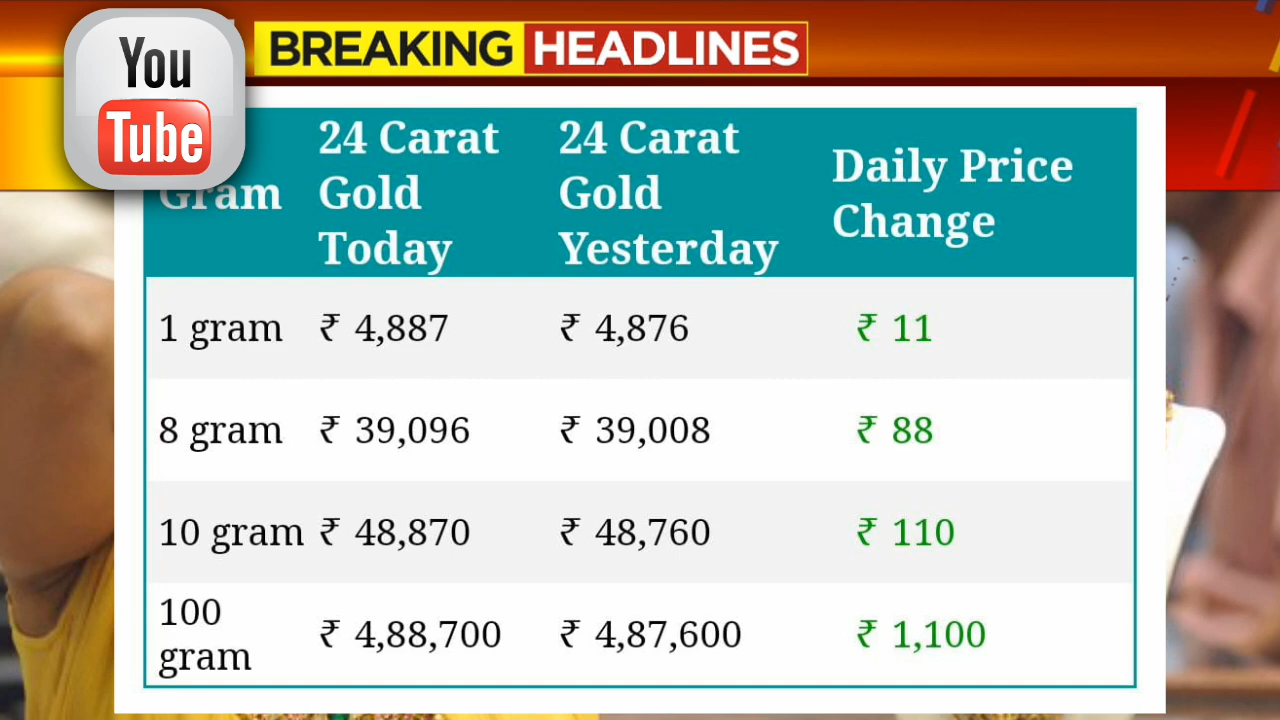 You
Tube
BREAKING HEADLINES
Gram
24 Carat
Gold
Today
24 Carat
Gold
Yesterday
Daily Price
Change
1 gram ₹ 4,887 ₹ 4,876 ₹ 11
8 gram ₹ 39,096 ₹ 39,008 ₹ 88
10 gram ₹ 48,870 ₹ 48,760 ₹ 110
100
gram ₹ 4,88,700 ₹ 4,87,600 ₹ 1,100